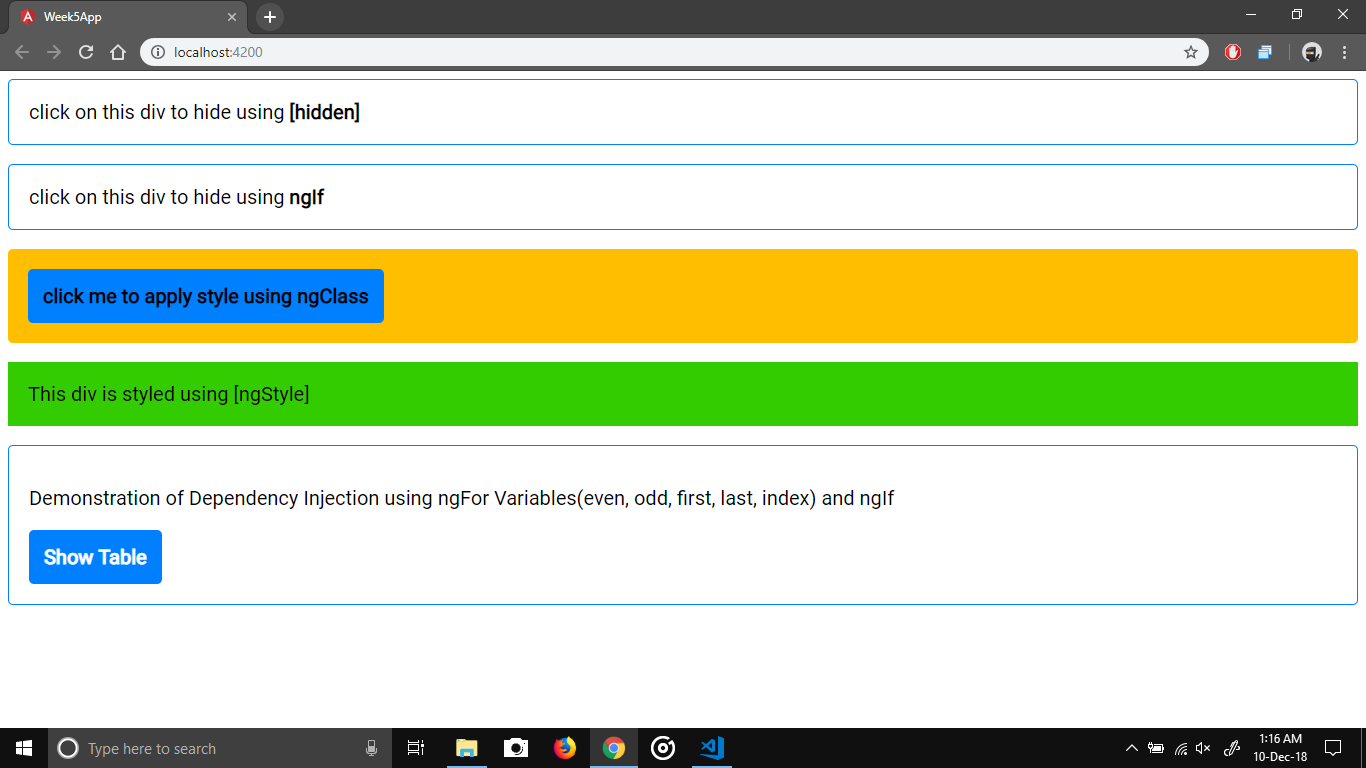 Week5App
localhost:4200
click on this div to hide using [hidden]
click on this div to hide using ngIf
click me to apply style using ngClass
This div is styled using [ngStyle]
Demonstration of Dependency Injection using ngFor Variables(even, odd, first, last, index) and ngIf
Show Table
Type here to search
1:16 AM
10-Dec-18